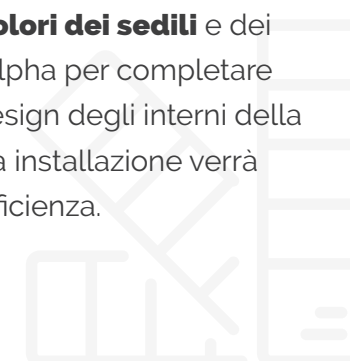 olori dei sedili e dei
lpha per completare
esign degli interni della
a installazione verrà
ficienza.